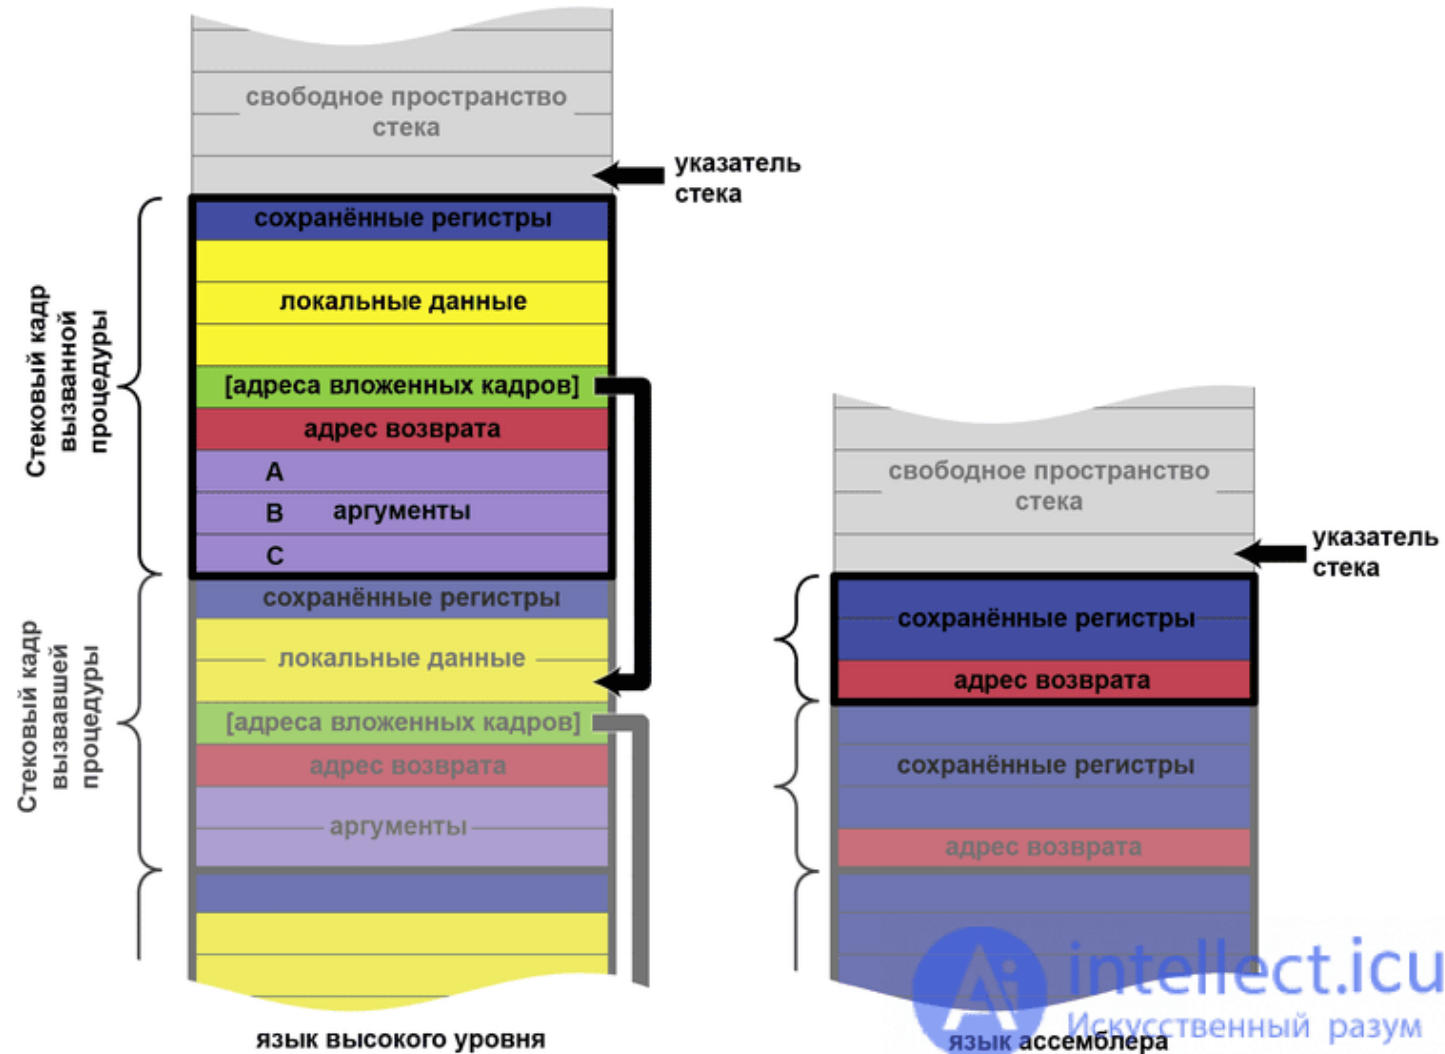 свободное пространство
стека
указатель
стека
Стековый кадр
вызванной
процедуры
сохранённые регистры
локальные данные
[адреса вложенных кадров]
адрес возврата
A
B аргументы
C
Стековый кадр
вызвавшей
процедуры
сохранённые регистры
локальные данные
[адреса вложенных кадров]
адрес возврата
аргументы
язык высокого уровня
свободное пространство
стека
указатель
стека
сохранённые регистры
адрес возврата
сохранённые регистры
адрес возврата
язык ассемблера
Ai
intellect.icu
Искусственный разум